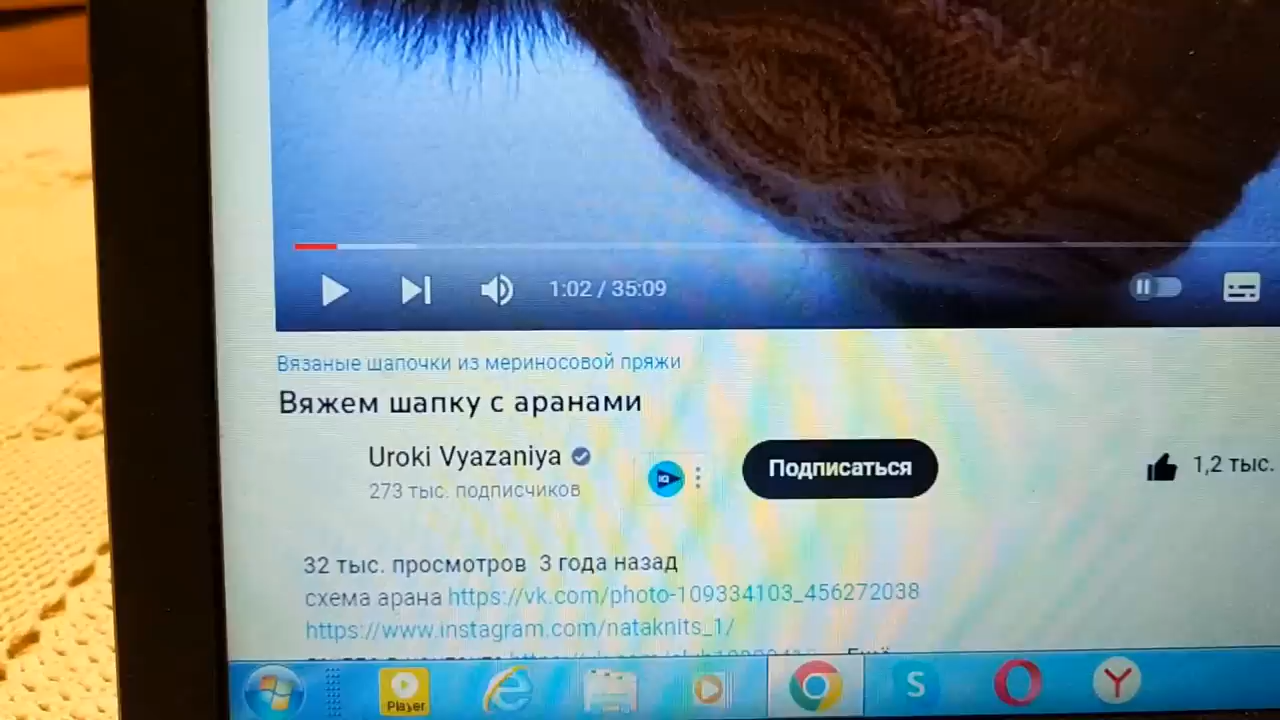 1:02 / 35:09
Вязаные шапочки из мериносовой пряжи
Вяжем шапку с аранами
Uroki Vyazaniya
273 тыс. подписчиков
Подписаться
1,2 тыс.
32 тыс. просмотров 3 года назад
схема арана https://vk.com/photo-109334103_456272038
https://www.instagram.com/nataknits_1/
Player